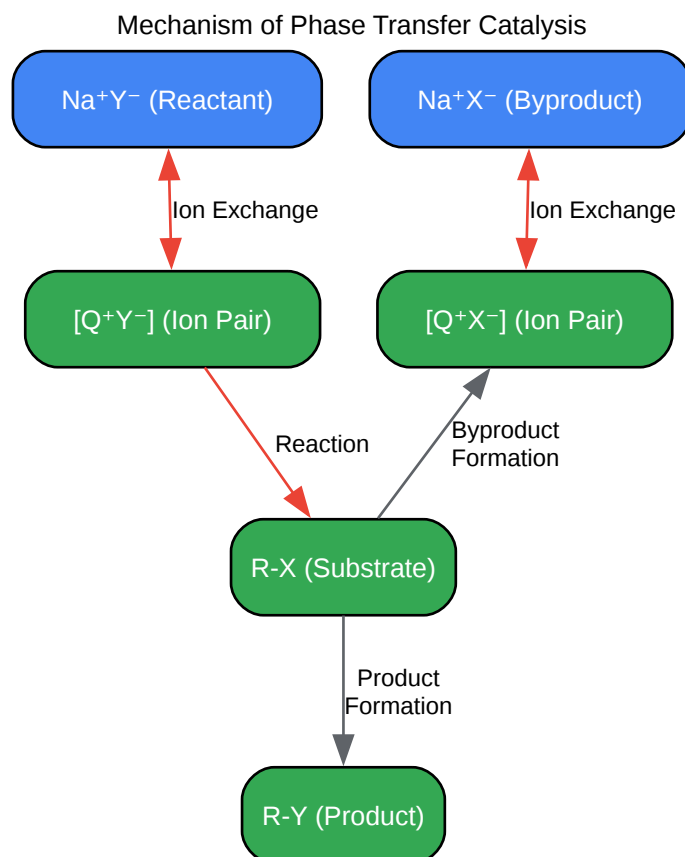 Mechanism of Phase Transfer Catalysis
Na⁺Y⁻ (Reactant)
Na⁺X⁻ (Byproduct)
Ion Exchange
Ion Exchange
[Q⁺Y⁻] (Ion Pair)
[Q⁺X⁻] (Ion Pair)
Reaction
Byproduct
Formation
R-X (Substrate)
Product
Formation
R-Y (Product)